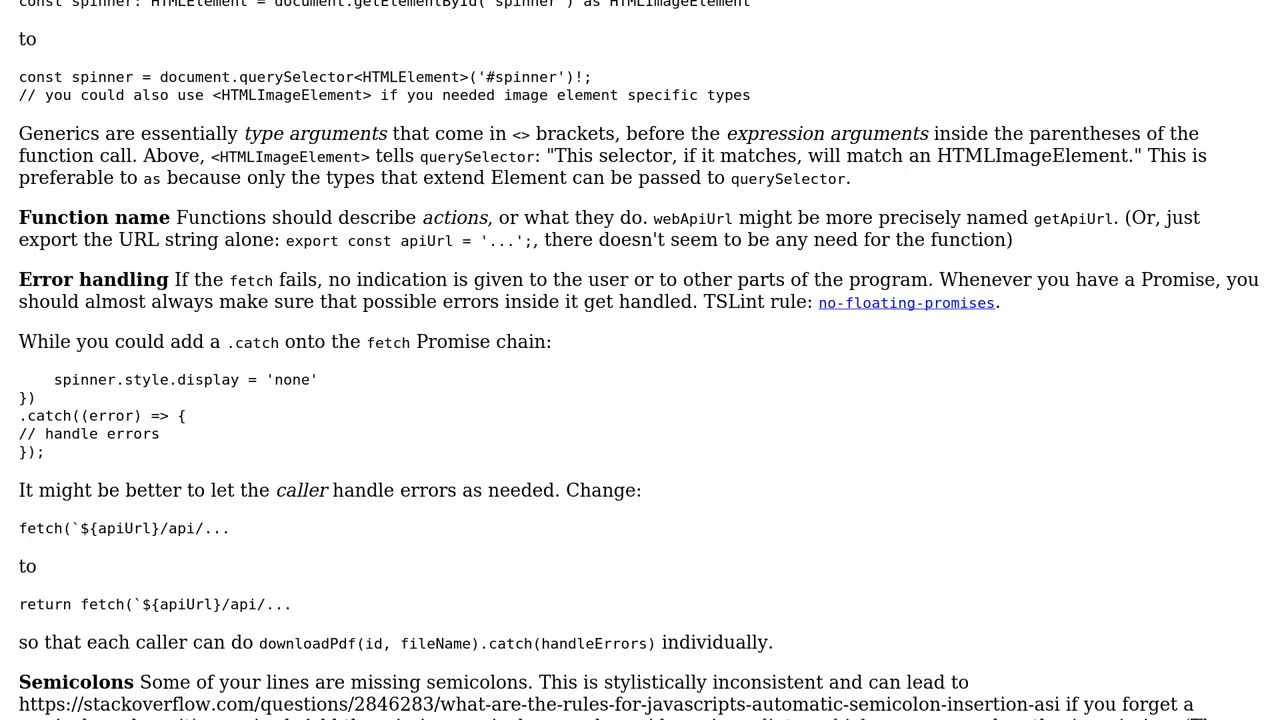 const spinner: HTMLElement = document.getElementById('spinner') as HTMLImageElement
to
const spinner = document.querySelector<HTMLElement>('#spinner')!;
// you could also use <HTMLImageElement> if you needed image element specific types
Generics are essentially type arguments that come in <> brackets, before the expression arguments inside the parentheses of the
function call. Above, <HTMLImageElement> tells querySelector: "This selector, if it matches, will match an HTMLImageElement." This is
preferable to as because only the types that extend Element can be passed to querySelector.
Function name Functions should describe actions, or what they do. webApiUrl might be more precisely named getApiUrl. (Or, just
export the URL string alone: export const apiUrl = '...';, there doesn't seem to be any need for the function)
Error handling If the fetch fails, no indication is given to the user or to other parts of the program. Whenever you have a Promise, you
should almost always make sure that possible errors inside it get handled. TSLint rule: no-floating-promises.
While you could add a .catch onto the fetch Promise chain:
    spinner.style.display = 'none'
})
.catch((error) => {
// handle errors
});
It might be better to let the caller handle errors as needed. Change:
fetch(`${apiUrl}/api/...
to
return fetch(`${apiUrl}/api/...
so that each caller can do downloadPdf(id, fileName).catch(handleErrors) individually.
Semicolons Some of your lines are missing semicolons. This is stylistically inconsistent and can lead to
https://stackoverflow.com/questions/2846283/what-are-the-rules-for-javascripts-automatic-semicolon-insertion-asi if you forget a